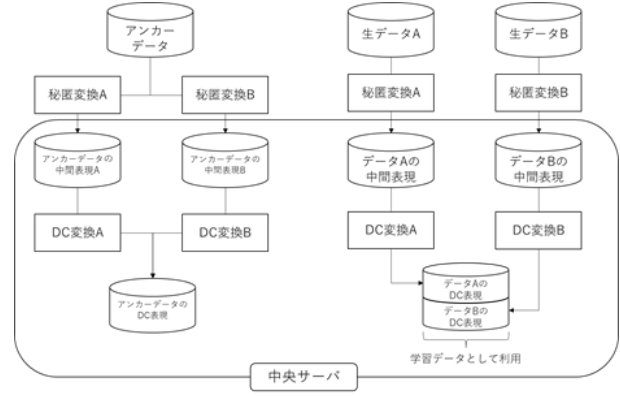 アンカー
データ
生データA
生データB
秘匿変換A
秘匿変換B
秘匿変換A
秘匿変換B
アンカーデータの
中間表現A
アンカーデータの
中間表現B
データAの
中間表現
データBの
中間表現
DC変換A
DC変換B
DC変換A
DC変換B
アンカーデータの
DC表現
データAの
DC表現
データBの
DC表現
学習データとして利用
中央サーバ